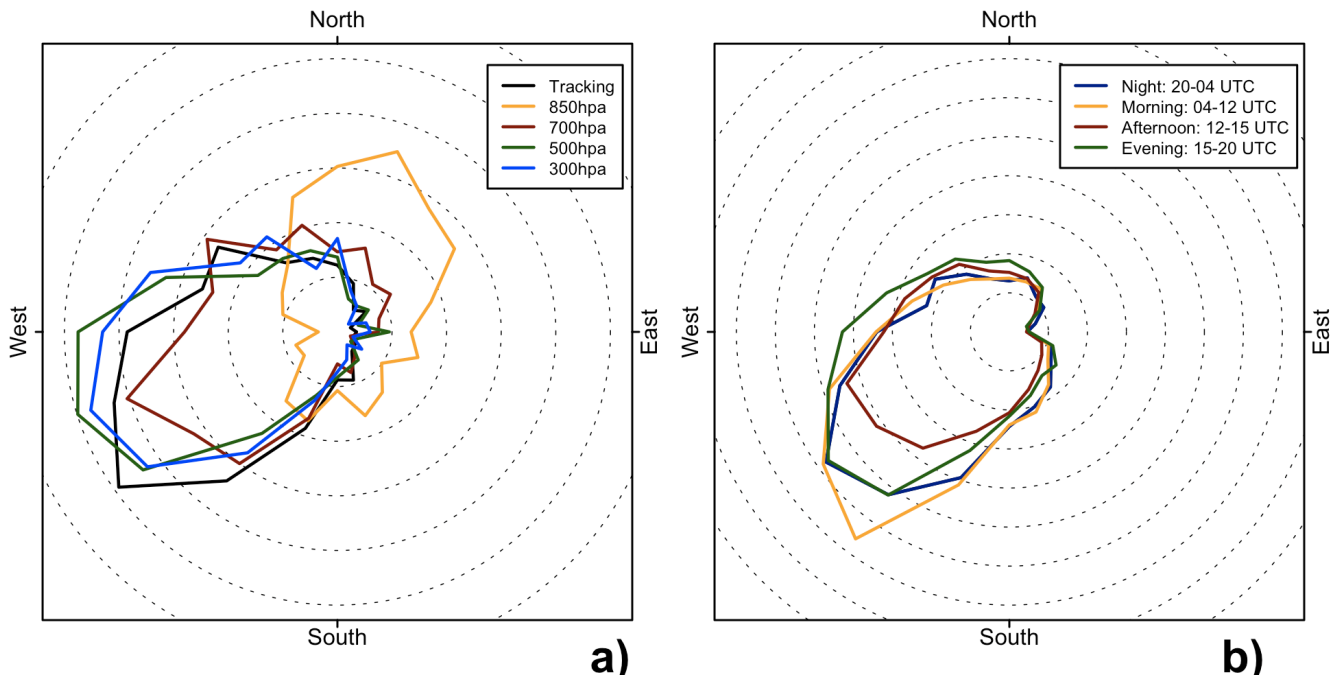 North
Tracking
850hpa
700hpa
500hpa
300hpa
West
East
South
a)
North
Night: 20-04 UTC
Morning: 04-12 UTC
Afternoon: 12-15 UTC
Evening: 15-20 UTC
West
East
South
b)